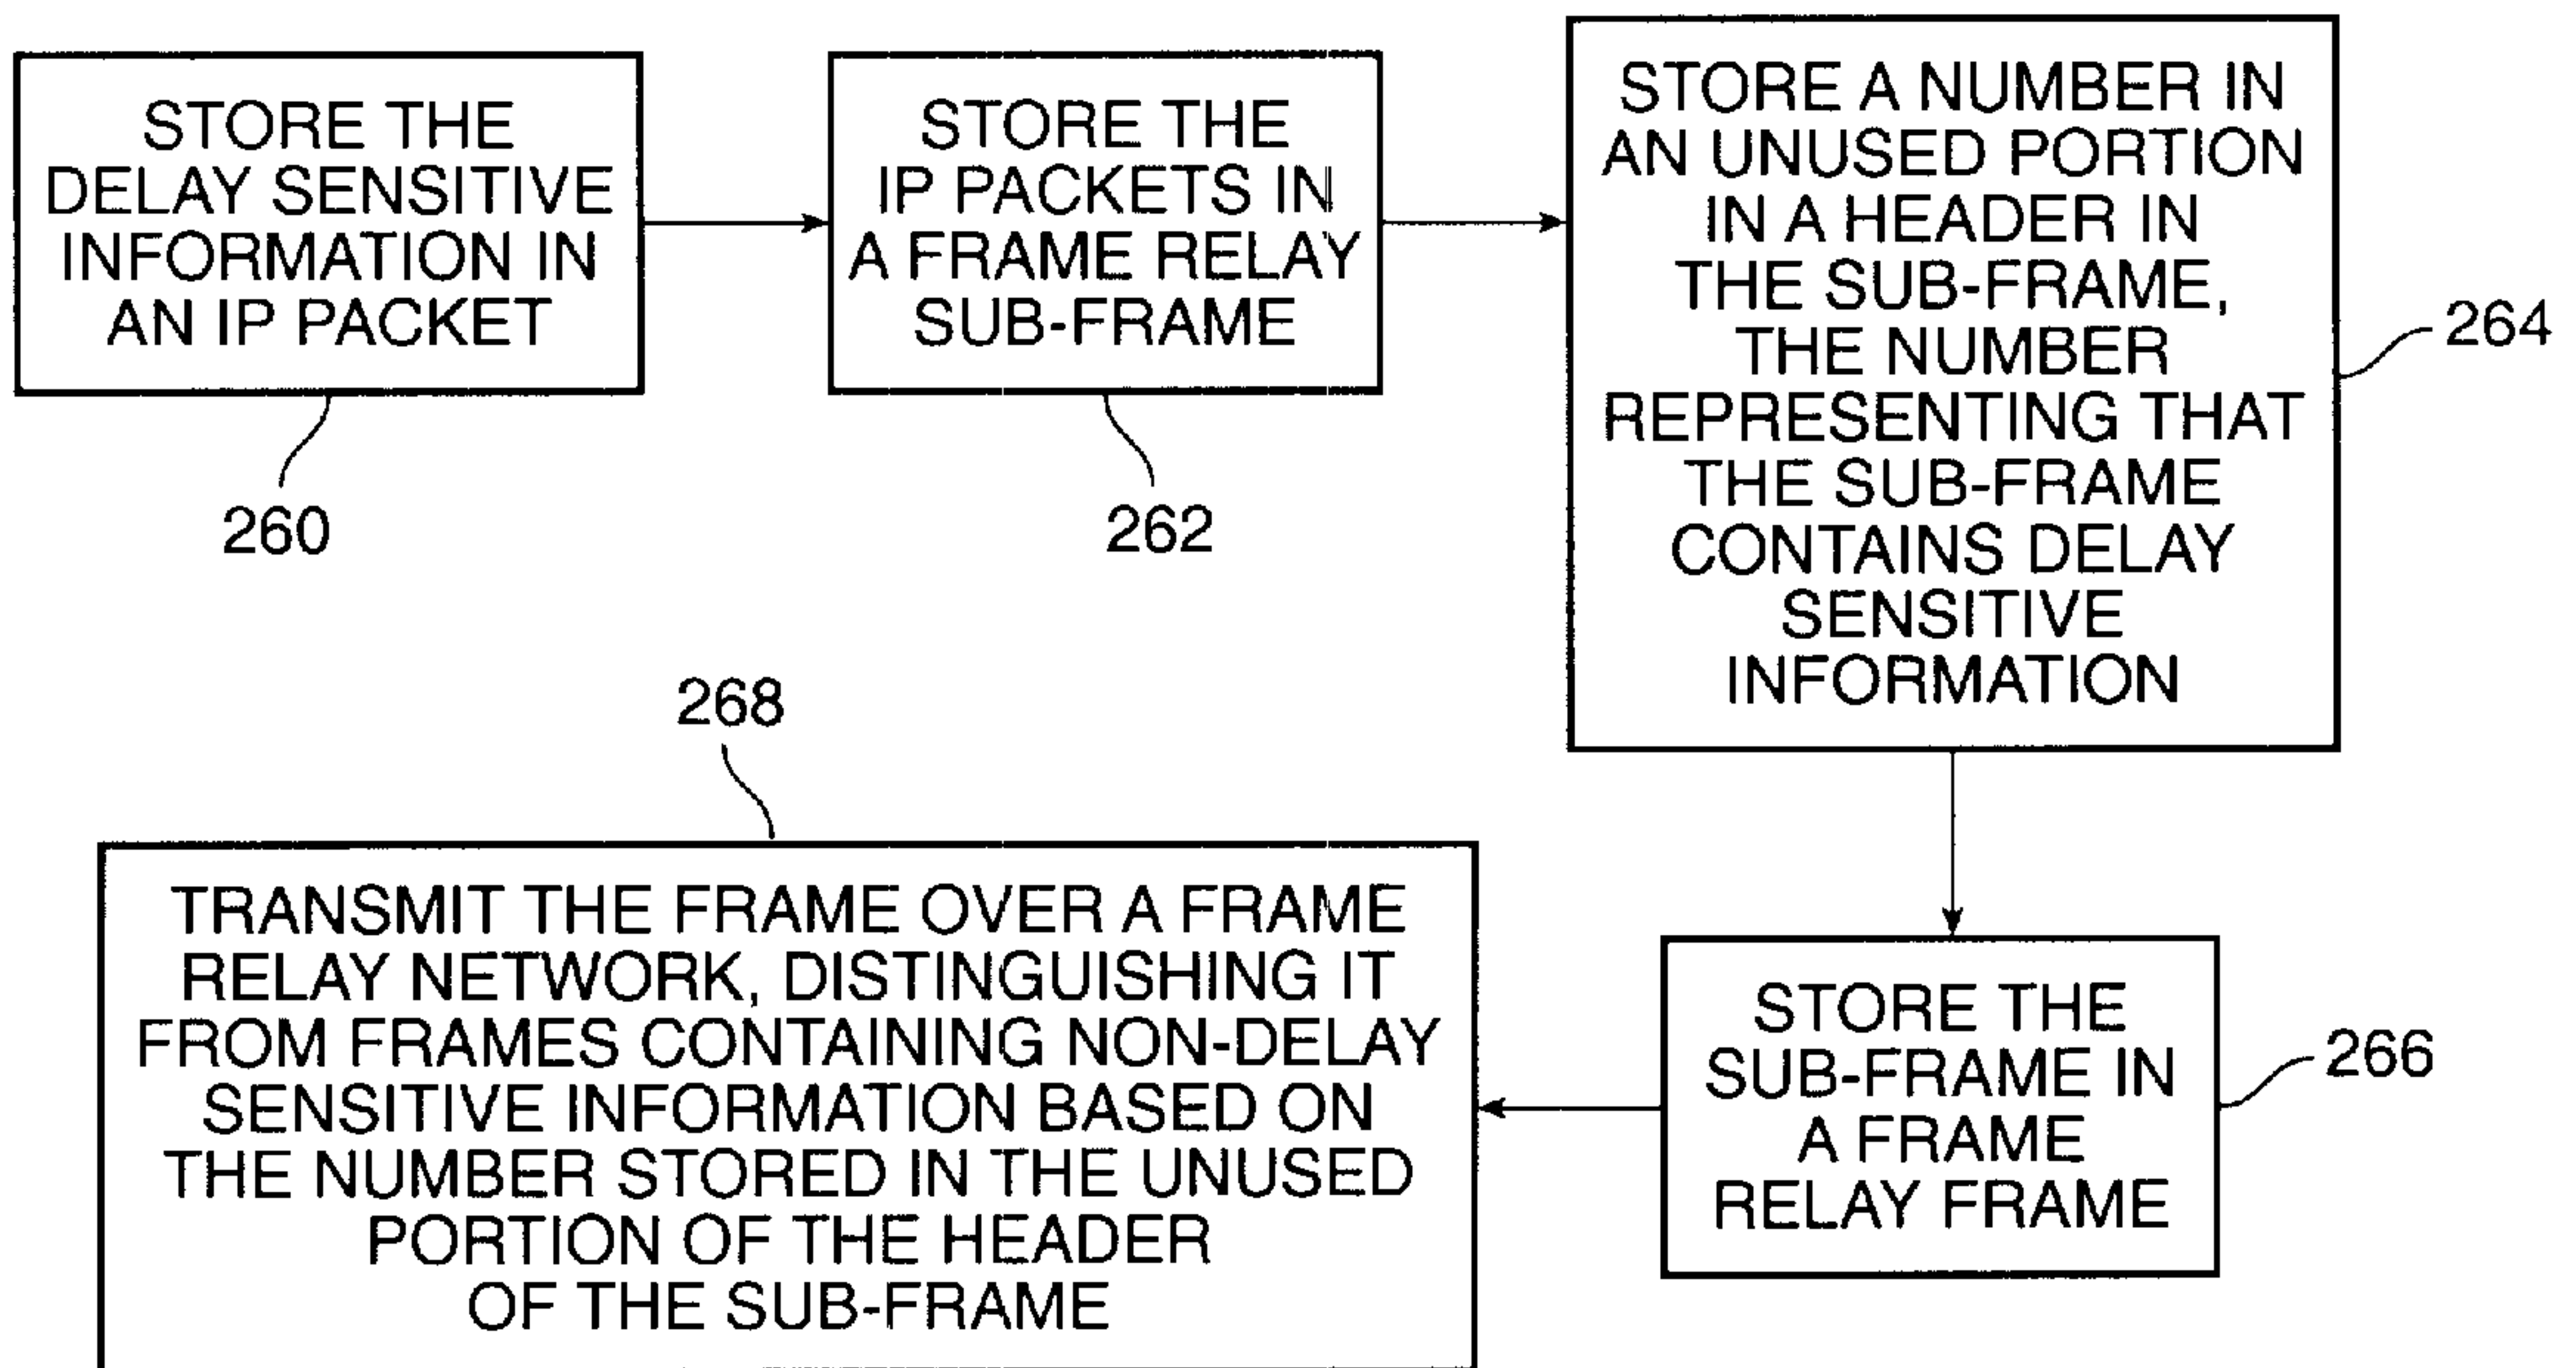 STORE THE
DELAY SENSITIVE
INFORMATION IN
AN IP PACKET
260
STORE THE
IP PACKETS IN
A FRAME RELAY
SUB-FRAME
262
STORE A NUMBER IN
AN UNUSED PORTION
IN A HEADER IN
THE SUB-FRAME,
THE NUMBER
REPRESENTING THAT
THE SUB-FRAME
CONTAINS DELAY
SENSITIVE
INFORMATION
264
STORE THE
SUB-FRAME IN
A FRAME
RELAY FRAME
266
268
TRANSMIT THE FRAME OVER A FRAME
RELAY NETWORK, DISTINGUISHING IT
FROM FRAMES CONTAINING NON-DELAY
SENSITIVE INFORMATION BASED ON
THE NUMBER STORED IN THE UNUSED
PORTION OF THE HEADER
OF THE SUB-FRAME